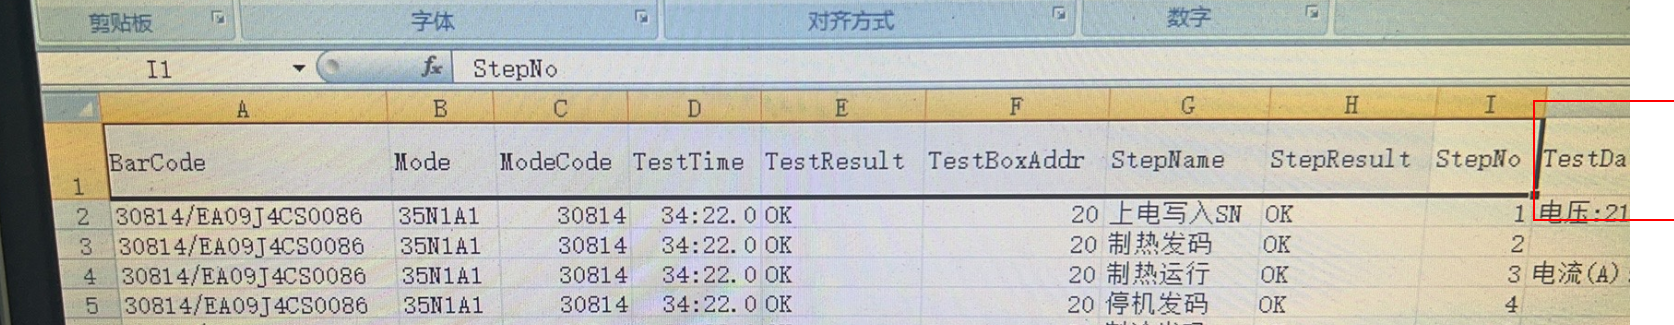 剪贴板 字体 对齐方式 数字
I1 fx StepNo
A B C D E F G H I
1 BarCode Mode ModeCode TestTime TestResult TestBoxAddr StepName StepResult StepNo TestDa
2 30814/EA09J4CS0086 35N1A1 30814 34:22.0 OK 20 上电写入SN OK 1 电压:21
3 30814/EA09J4CS0086 35N1A1 30814 34:22.0 OK 20 制热发码 OK 2
4 30814/EA09J4CS0086 35N1A1 30814 34:22.0 OK 20 制热运行 OK 3 电流(A)
5 30814/EA09J4CS0086 35N1A1 30814 34:22.0 OK 20 停机发码 OK 4